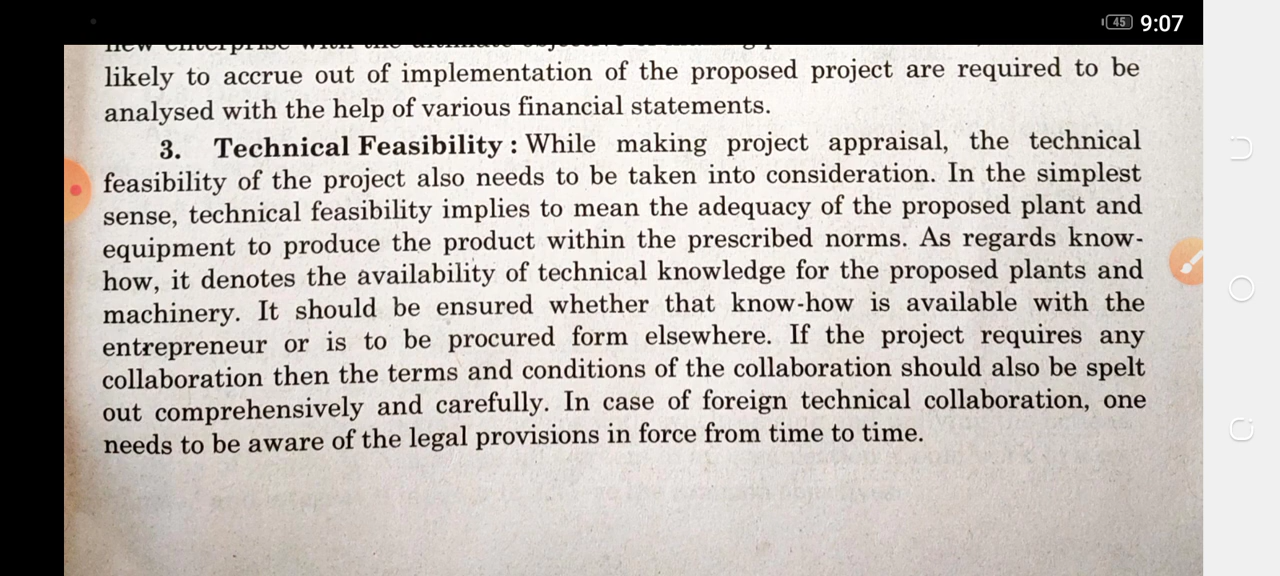 45 9:07
likely to accrue out of implementation of the proposed project are required to be
analysed with the help of various financial statements.
3. Technical Feasibility : While making project appraisal, the technical
feasibility of the project also needs to be taken into consideration. In the simplest
sense, technical feasibility implies to mean the adequacy of the proposed plant and
equipment to produce the product within the prescribed norms. As regards know-
how, it denotes the availability of technical knowledge for the proposed plants and
machinery. It should be ensured whether that know-how is available with the
entrepreneur or is to be procured form elsewhere. If the project requires any
collaboration then the terms and conditions of the collaboration should also be spelt
out comprehensively and carefully. In case of foreign technical collaboration, one
needs to be aware of the legal provisions in force from time to time.